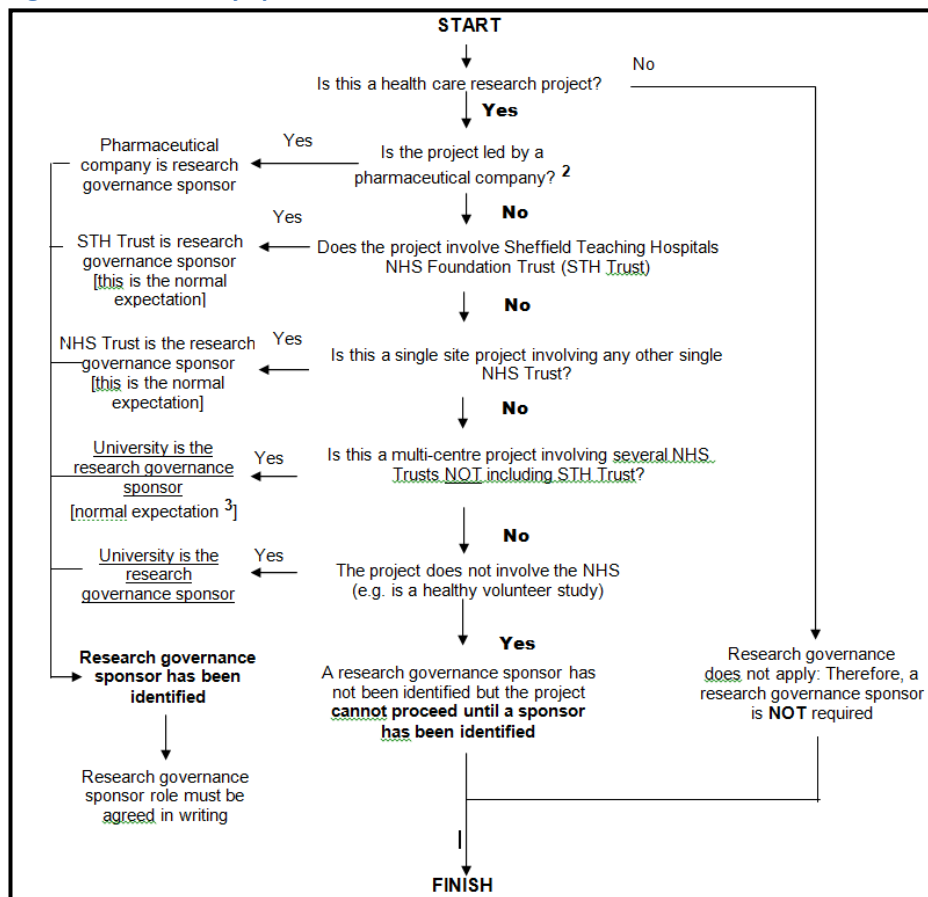 START
Is this a health care research project?
No
Yes
Pharmaceutical
company is research
governance sponsor
Yes
Is the project led by a
pharmaceutical company? 2
No
Yes
STH Trust is research
governance sponsor
[this is the normal
expectation]
Does the project involve Sheffield Teaching Hospitals
NHS Foundation Trust (STH Trust)
No
NHS Trust is the research
governance sponsor
[this is the normal
expectation]
Yes
Is this a single site project involving any other single
NHS Trust?
No
University is the
research governance
sponsor
[normal expectation 3]
Yes
Is this a multi-centre project involving several NHS
Trusts NOT including STH Trust?
No
University is the
research
governance sponsor
Yes
The project does not involve the NHS
(e.g. is a healthy volunteer study)
Yes
Research governance
sponsor has been
identified
A research governance sponsor has
not been identified but the project
cannot proceed until a sponsor
has been identified
Research governance
does not apply: Therefore, a
research governance sponsor
is NOT required
Research governance
sponsor role must be
agreed in writing
FINISH